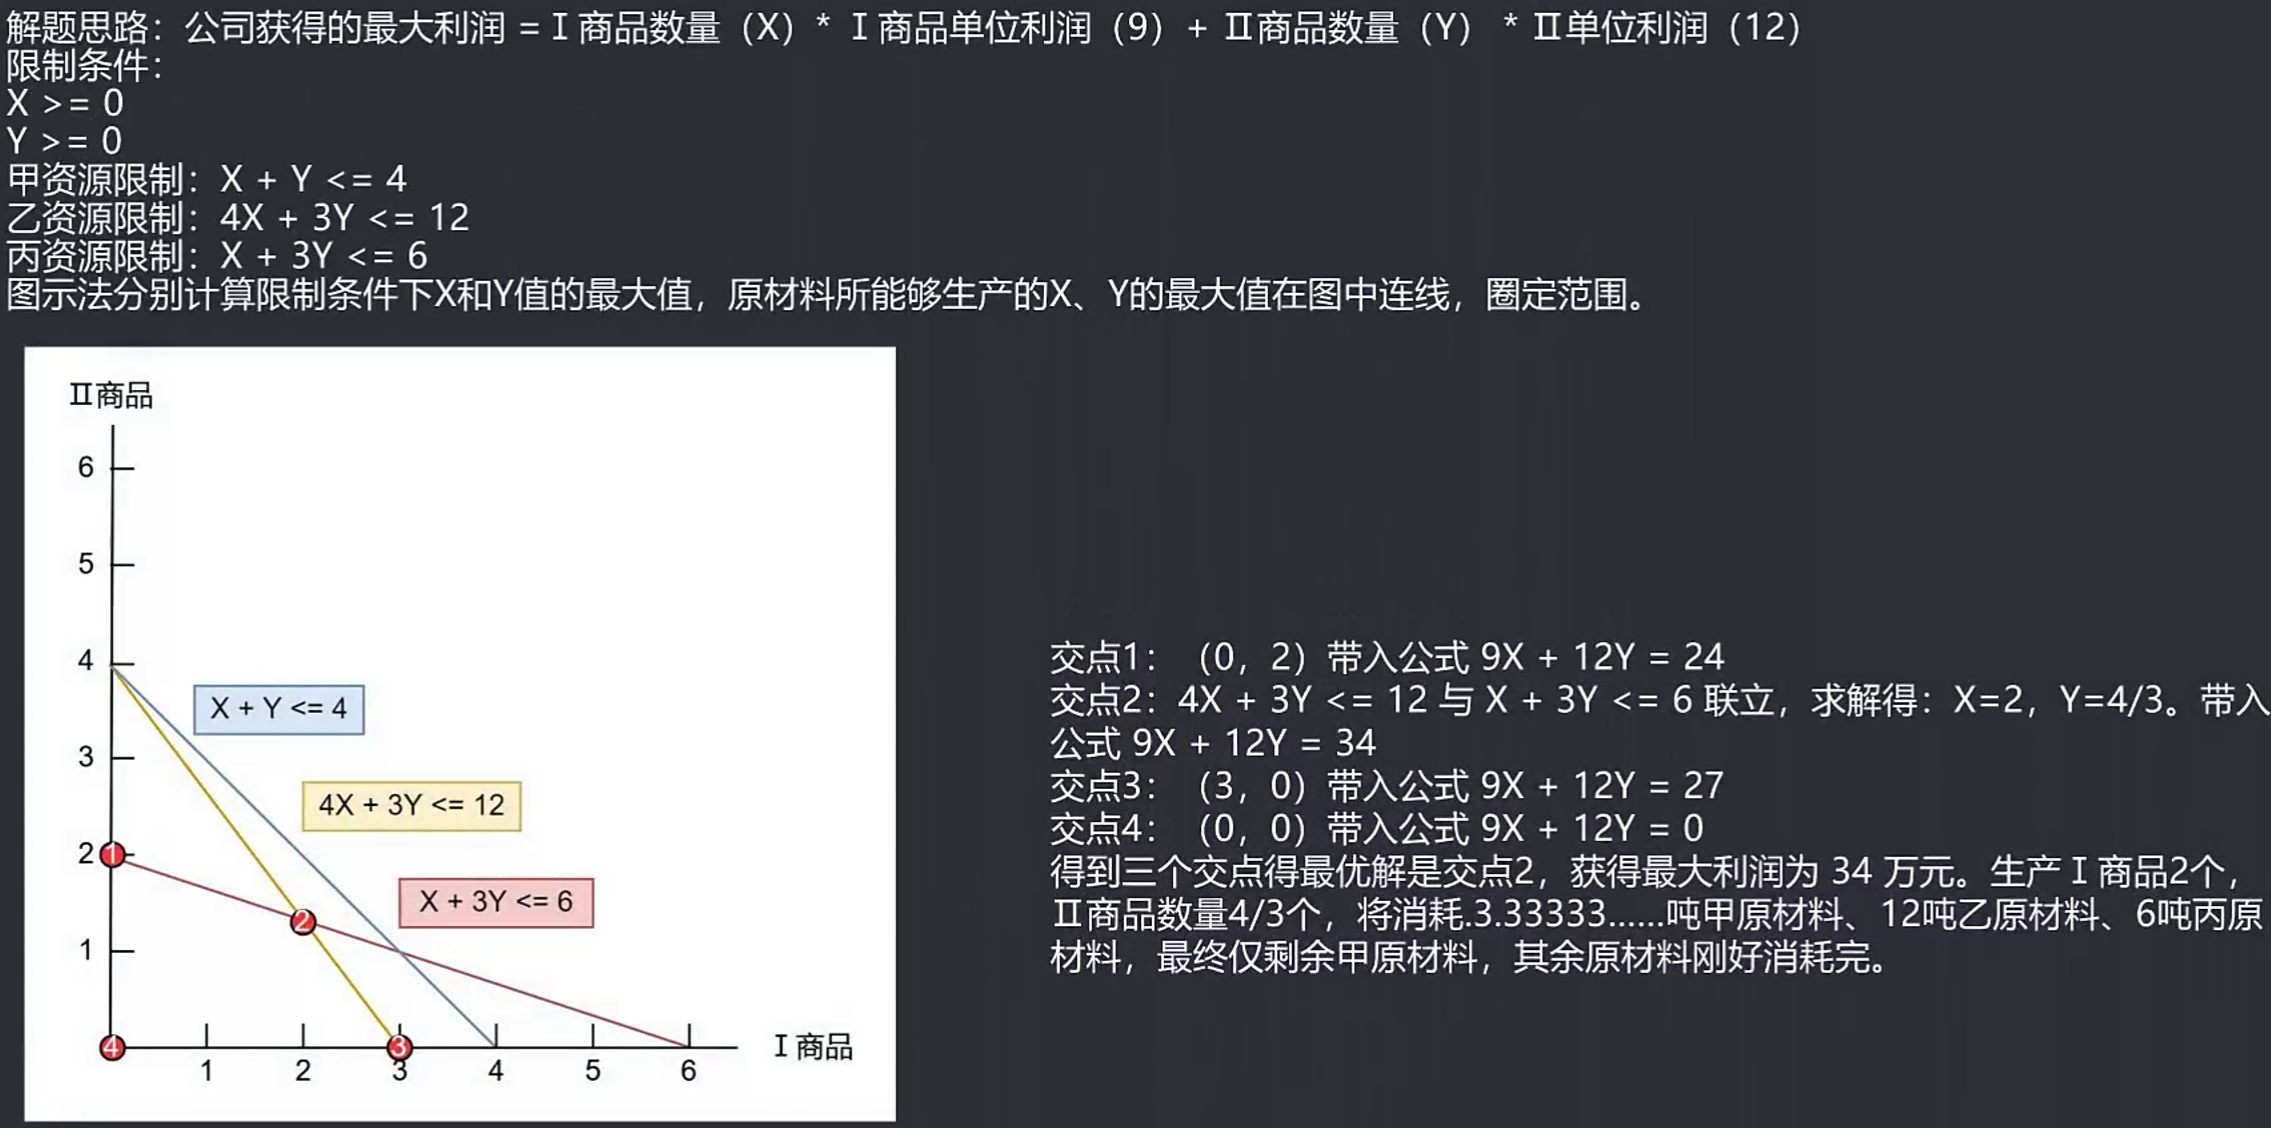 解题思路：公司获得的最大利润 = Ⅰ 商品数量（X）* Ⅰ 商品单位利润（9）+ Ⅱ商品数量（Y） * Ⅱ单位利润（12）
限制条件：
X >= 0
Y >= 0
甲资源限制：X + Y <= 4
乙资源限制：4X + 3Y <= 12
丙资源限制：X + 3Y <= 6
图示法分别计算限制条件下X和Y值的最大值，原材料所能够生产的X、Y的最大值在图中连线，圈定范围。
Ⅱ商品
6
5
4
X + Y <= 4
3
4X + 3Y <= 12
2
1
X + 3Y <= 6
2
1
4
3
Ⅰ 商品
1
2
3
4
5
6
交点1：（0，2）带入公式 9X + 12Y = 24
交点2：4X + 3Y <= 12 与 X + 3Y <= 6 联立，求解得：X=2，Y=4/3。带入
公式 9X + 12Y = 34
交点3：（3，0）带入公式 9X + 12Y = 27
交点4：（0，0）带入公式 9X + 12Y = 0
得到三个交点得最优解是交点2，获得最大利润为 34 万元。生产 Ⅰ 商品2个，
Ⅱ商品数量4/3个，将消耗.3.33333......吨甲原材料、12吨乙原材料、6吨丙原
材料，最终仅剩余甲原材料，其余原材料刚好消耗完。